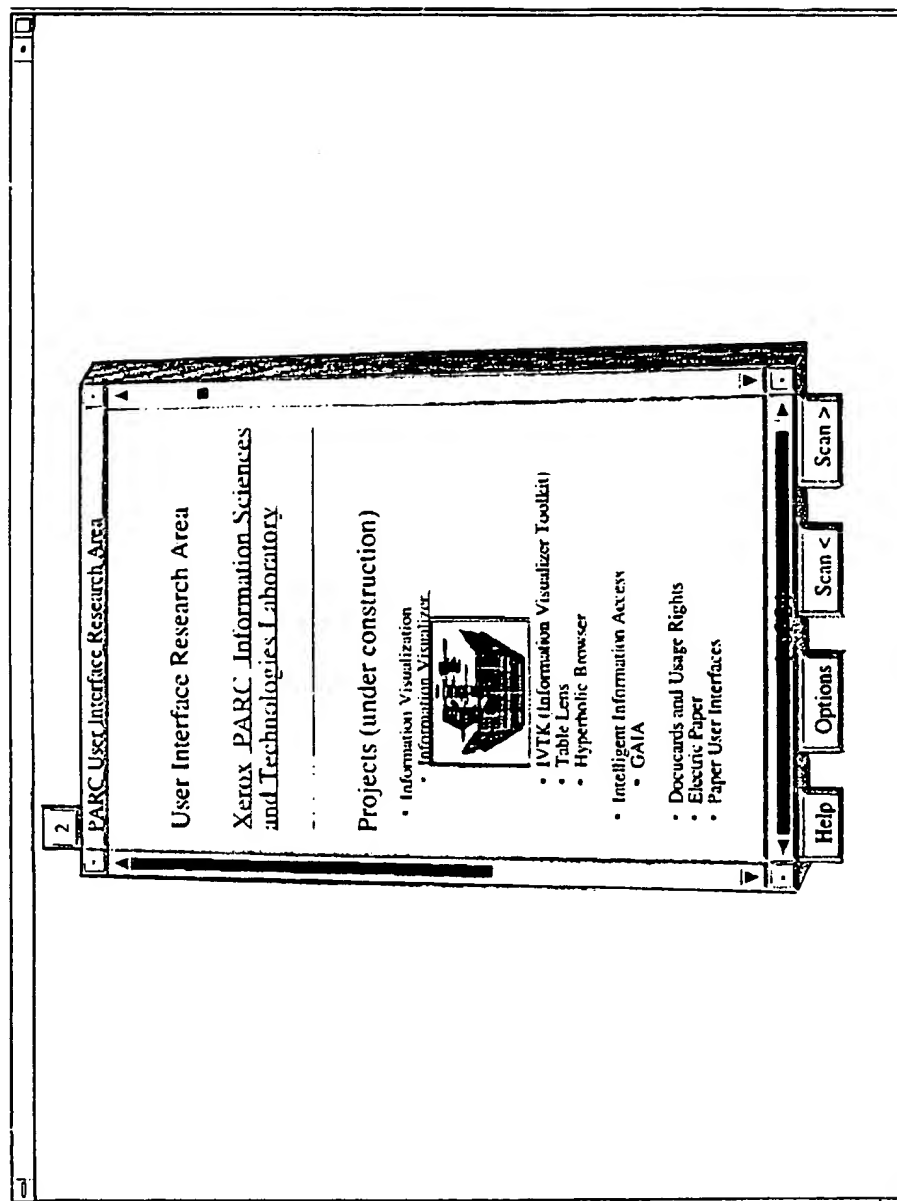 2
PARC User Interface Research Area
User Interface Research Area
Xerox PARC Information Sciences
and Technologies Laboratory
Projects (under construction)
• Information Visualization
• Information Visualizer
• IVTK (Information Visualizer Toolkit)
• Table Lens
• Hyperbolic Browser
• Intelligent Information Access
• GAIA
• Docucards and Usage Rights
• Electric Paper
• Paper User Interfaces
Help
Options
Scan <
Scan >